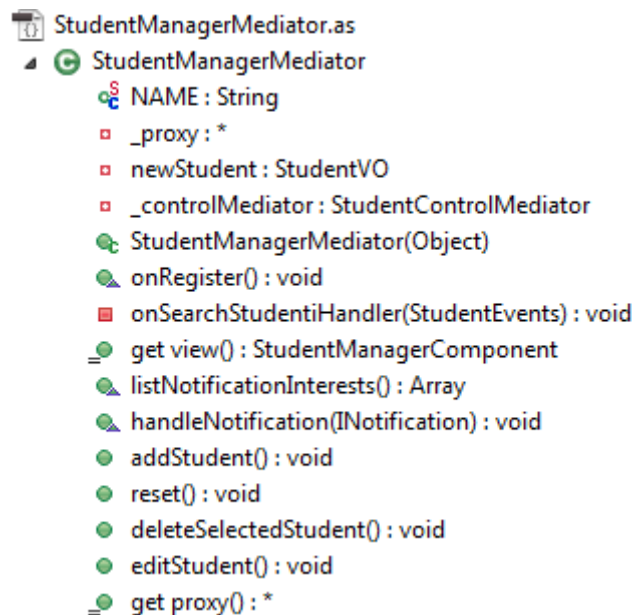 StudentManagerMediator.as
StudentManagerMediator
NAME : String
_proxy : *
newStudent : StudentVO
_controlMediator : StudentControlMediator
StudentManagerMediator(Object)
onRegister() : void
onSearchStudentiHandler(StudentEvents) : void
get view() : StudentManagerComponent
listNotificationInterests() : Array
handleNotification(INotification) : void
addStudent() : void
reset() : void
deleteSelectedStudent() : void
editStudent() : void
get proxy() : *